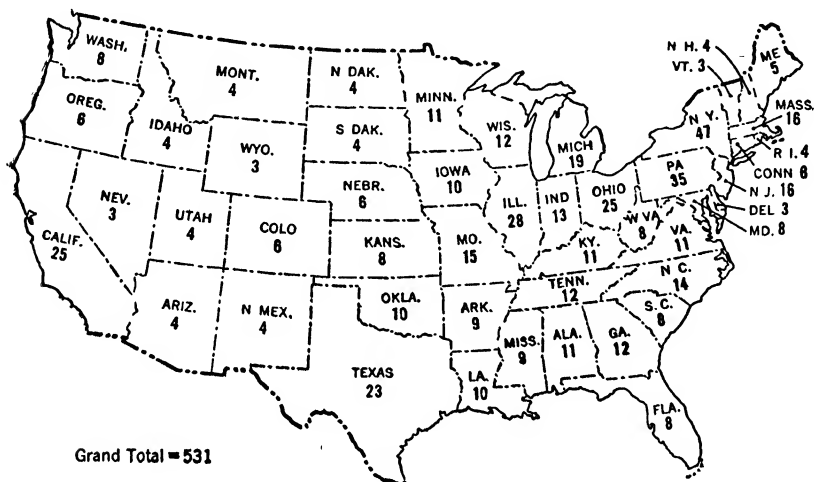 WASH.
8
OREG.
6
CALIF.
25
NEV.
3
IDAHO
4
MONT.
4
WYO.
3
UTAH
4
COLO
6
ARIZ.
4
N MEX.
4
N DAK.
4
S DAK.
4
NEBR.
6
KANS.
8
OKLA.
10
TEXAS
23
MINN.
11
IOWA
10
MO.
15
ARK.
9
LA.
10
WIS.
12
ILL.
28
MICH
19
IND
13
OHIO
25
KY.
11
TENN.
12
MISS.
9
ALA.
11
GA.
12
FLA.
8
S.C.
8
N C.
14
VA.
11
W VA
8
PA
35
N Y.
47
VT. 3
N H. 4
ME
5
MASS.
16
R I. 4
CONN 8
N J. 16
DEL 3
MD. 8
Grand Total = 531